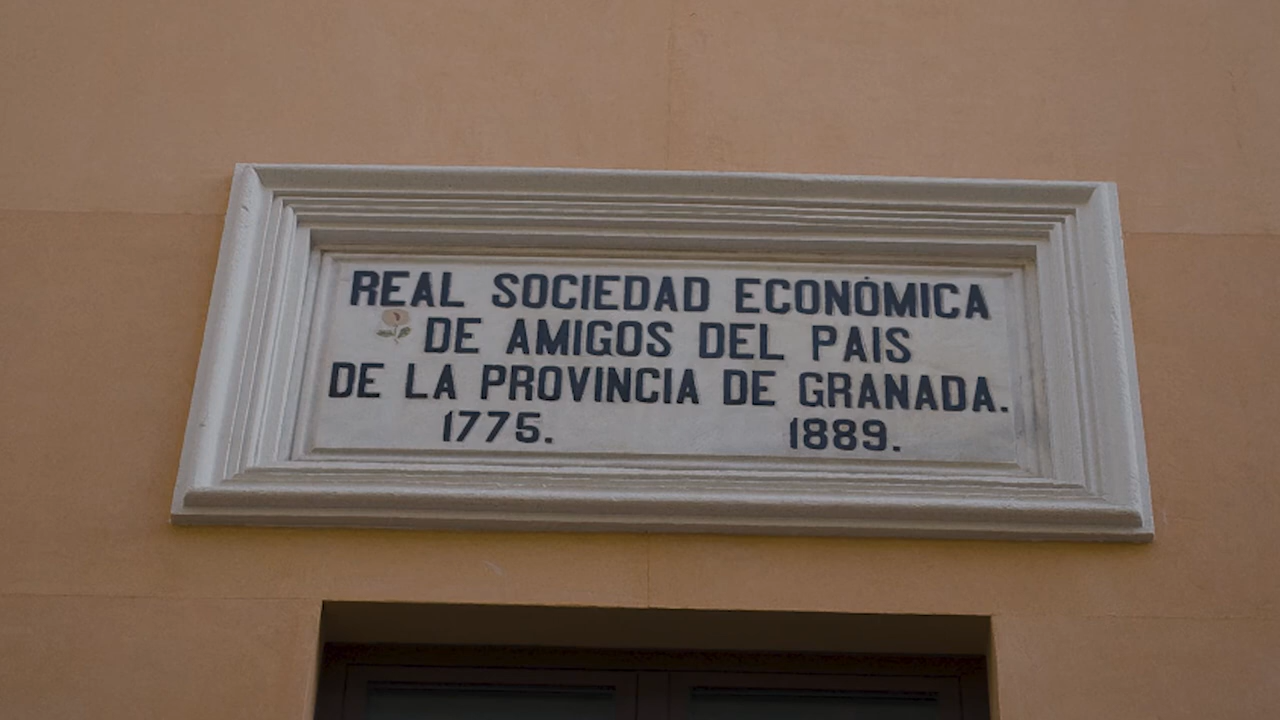 REAL SOCIEDAD ECONÓMICA
DE AMIGOS DEL PAIS
DE LA PROVINCIA DE GRANADA.
1775. 1889.